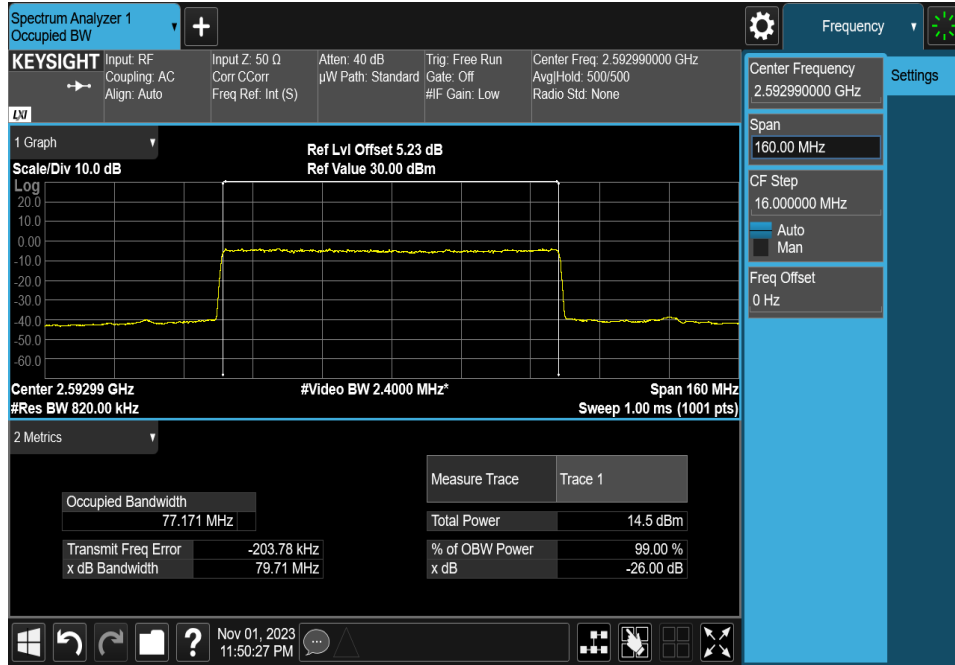 Spectrum Analyzer 1
Occupied BW
+
Frequency
KEYSIGHT
LXI
Input: RF
Coupling: AC
Align: Auto
Input Z: 50 Ω
Corr CCorr
Freq Ref: Int (S)
Atten: 40 dB
µW Path: Standard
Trig: Free Run
Gate: Off
#IF Gain: Low
Center Freq: 2.592990000 GHz
Avg|Hold: 500/500
Radio Std: None
Center Frequency
2.592990000 GHz
Settings
Span
160.00 MHz
CF Step
16.000000 MHz
Auto
Man
Freq Offset
0 Hz
1 Graph
Scale/Div 10.0 dB
Ref Lvl Offset 5.23 dB
Ref Value 30.00 dBm
Log
20.0
10.0
0.00
-10.0
-20.0
-30.0
-40.0
-50.0
-60.0
Center 2.59299 GHz
#Video BW 2.4000 MHz*
Span 160 MHz
#Res BW 820.00 kHz
Sweep 1.00 ms (1001 pts)
2 Metrics
Measure Trace Trace 1
Occupied Bandwidth
77.171 MHz
Total Power 14.5 dBm
Transmit Freq Error -203.78 kHz
% of OBW Power 99.00 %
x dB Bandwidth 79.71 MHz
x dB -26.00 dB
?
Nov 01, 2023
11:50:27 PM